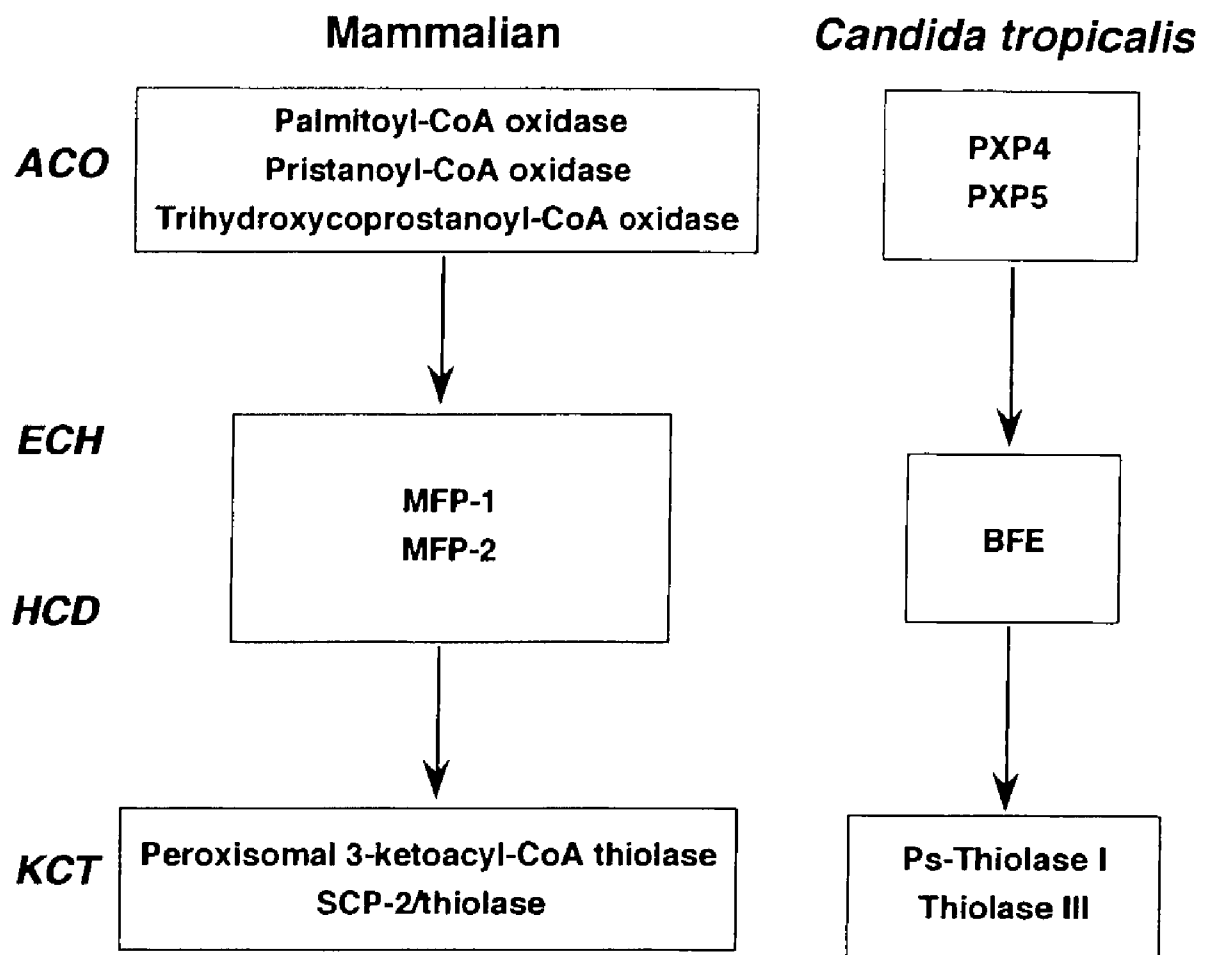 Mammalian
Candida tropicalis
ACO
Palmitoyl-CoA oxidase
Pristanoyl-CoA oxidase
Trihydroxycoprostanoyl-CoA oxidase
PXP4
PXP5
ECH
MFP-1
MFP-2
BFE
HCD
KCT
Peroxisomal 3-ketoacyl-CoA thiolase
SCP-2/thiolase
Ps-Thiolase I
Thiolase III